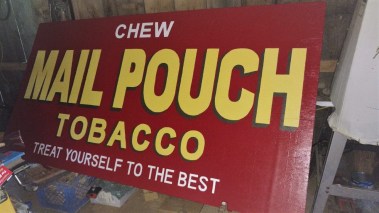 CHEW
MAIL POUCH
TOBACCO
TREAT YOURSELF TO THE BEST